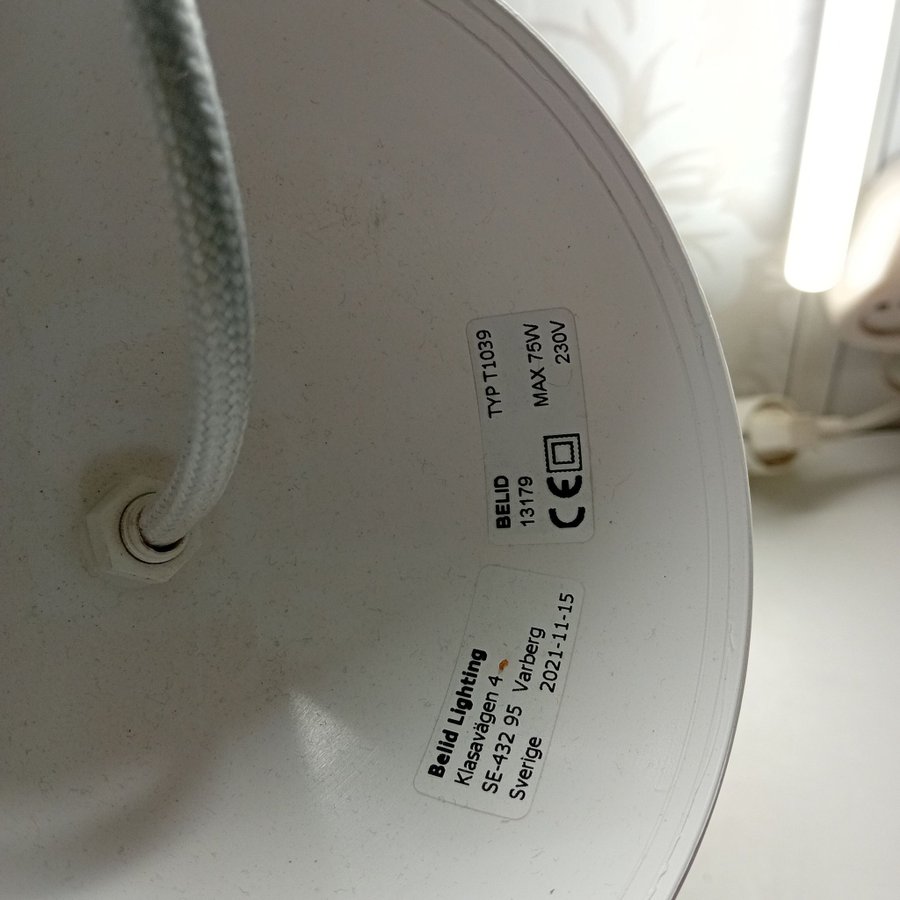 BELID TYP T1039
13179
MAX 75W
CE 230V
Belid Lighting
Klasavägen 4
SE-432 95 Varberg
Sverige 2021-11-15